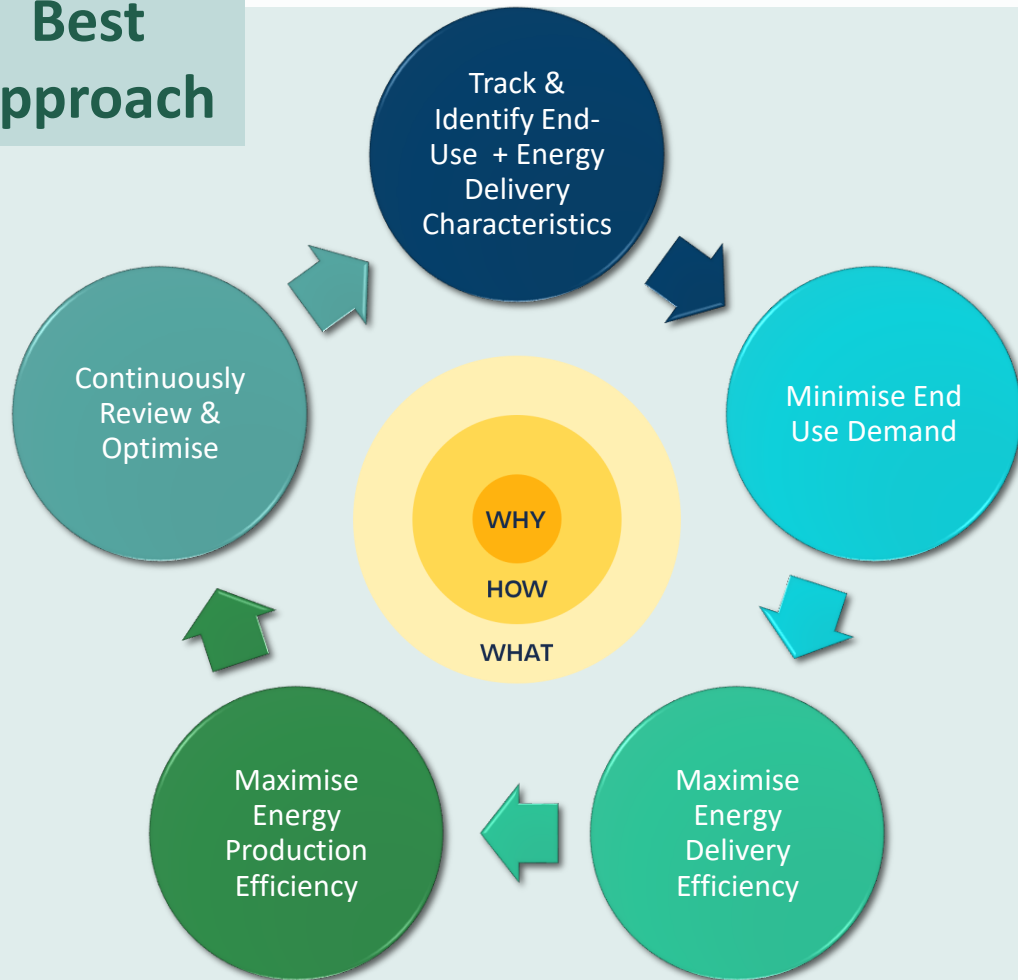 Best
pproach
Track &
Identify End-
Use + Energy
Delivery
Characteristics
Minimise End
Use Demand
Maximise
Energy
Delivery
Efficiency
Maximise
Energy
Production
Efficiency
Continuously
Review &
Optimise
WHY
HOW
WHAT